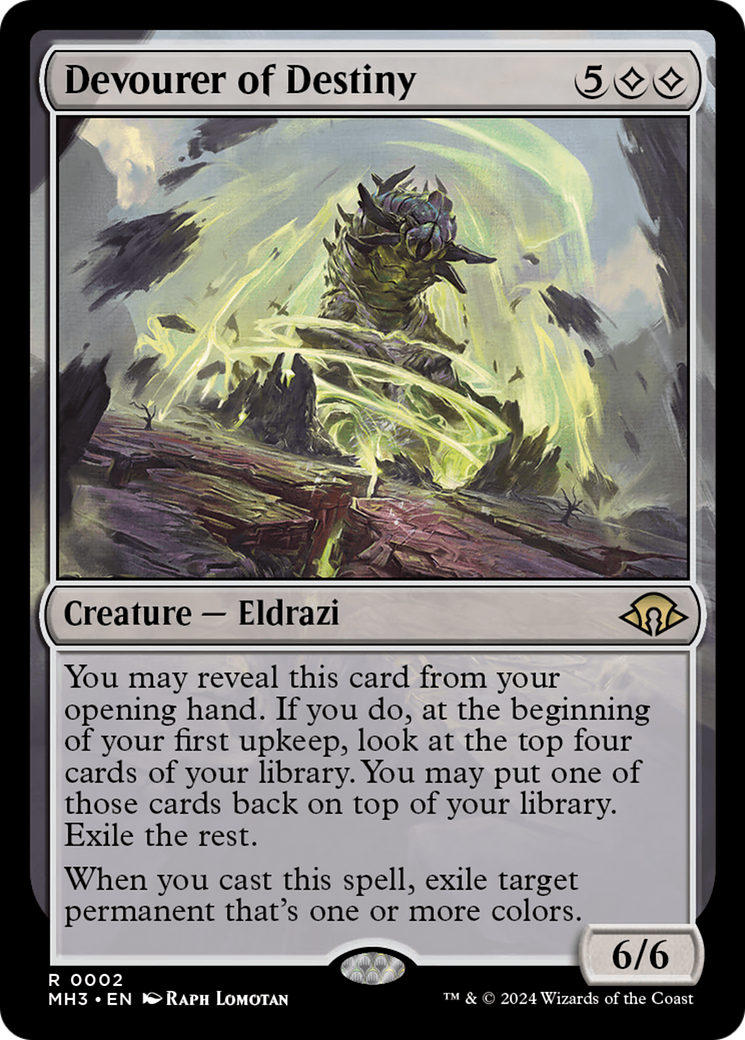 Devourer of Destiny 5
Creature — Eldrazi
You may reveal this card from your
opening hand. If you do, at the beginning
of your first upkeep, look at the top four
cards of your library. You may put one of
those cards back on top of your library.
Exile the rest.
When you cast this spell, exile target
permanent that's one or more colors.
6/6
R 0002
MH3 • EN Raph Lomotan
™ & © 2024 Wizards of the Coast